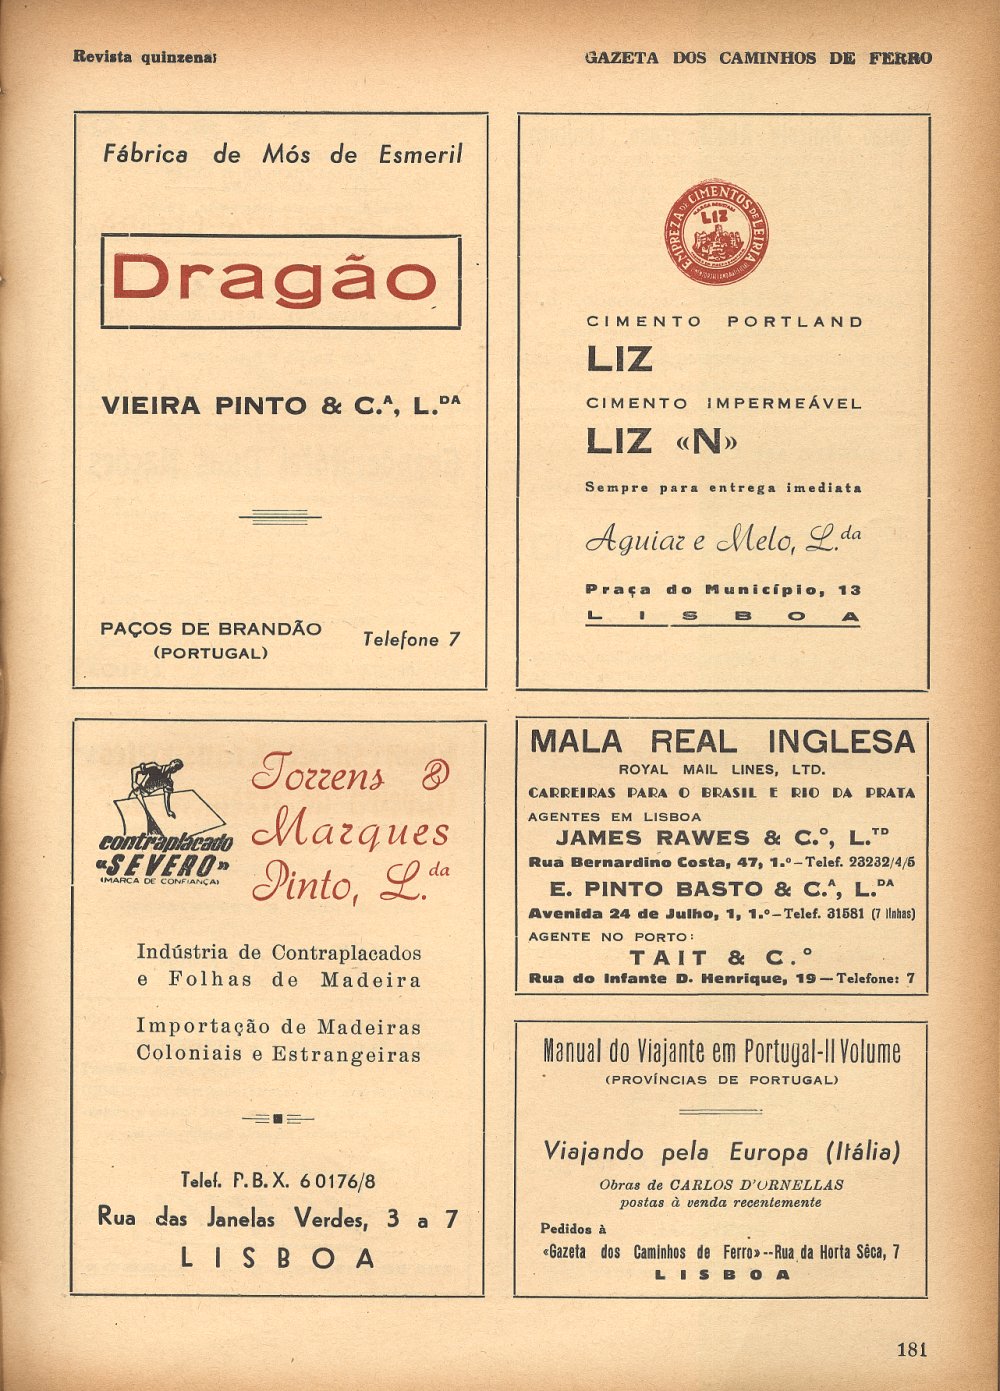 Revista quinzenal
GAZETA DOS CAMINHOS DE FERRO
Fábrica de Mós de Esmeril
Dragão
VIEIRA PINTO & C.A, L.DA
PAÇOS DE BRANDÃO
(PORTUGAL)
Telefone 7
EMPREZA DE CIMENTOS DE LEIRIA
LIZ
CIMENTO PORTLAND
LIZ
CIMENTO IMPERMEÁVEL
LIZ «N»
Sempre para entrega imediata
Aguiar e Melo, L.da
Praça do Município, 13
LISBOA
contraplacado
«SEVERO»
(MARCA DE CONFIANÇA)
Torrens &
Marques
Pinto, L.da
Indústria de Contraplacados
e Folhas de Madeira
Importação de Madeiras
Coloniais e Estrangeiras
Telef. P.B.X. 60176/8
Rua das Janelas Verdes, 3 a 7
LISBOA
MALA REAL INGLESA
ROYAL MAIL LINES, LTD.
CARREIRAS PARA O BRASIL E RIO DA PRATA
AGENTES EM LISBOA
JAMES RAWES & C.º, L.TD
Rua Bernardino Costa, 47, 1.º—Telef. 23232/4/5
E. PINTO BASTO & C.A, L.DA
Avenida 24 de Julho, 1, 1.º—Telef. 31581 (7 linhas)
AGENTE NO PORTO:
TAIT & C.º
Rua do Infante D. Henrique, 19—Telefone: 7
Manual do Viajante em Portugal-II Volume
(PROVÍNCIAS DE PORTUGAL)
Viajando pela Europa (Itália)
Obras de CARLOS D'ORNELLAS
postas à venda recentemente
Pedidos à
«Gazeta dos Caminhos de Ferro»--Rua da Horta Sêca, 7
LISBOA
181